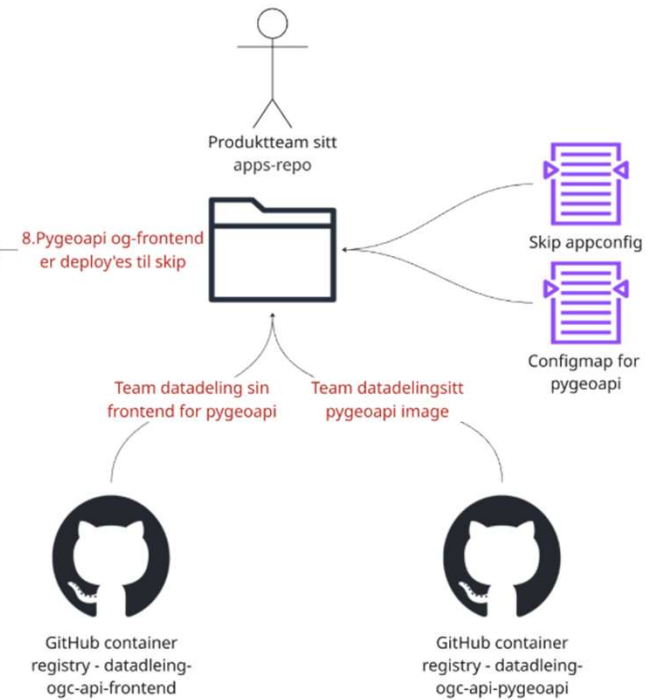 Produktteam sitt
apps-repo
8.Pygeoapi og-frontend
er deploy'es til skip
Skip appconfig
Configmap for
pygeoapi
Team datadeling sin
frontend for pygeoapi
Team datadelingsitt
pygeoapi image
GitHub container
registry - datadleing-
ogc-api-frontend
GitHub container
registry - datadleing-
ogc-api-pygeoapi